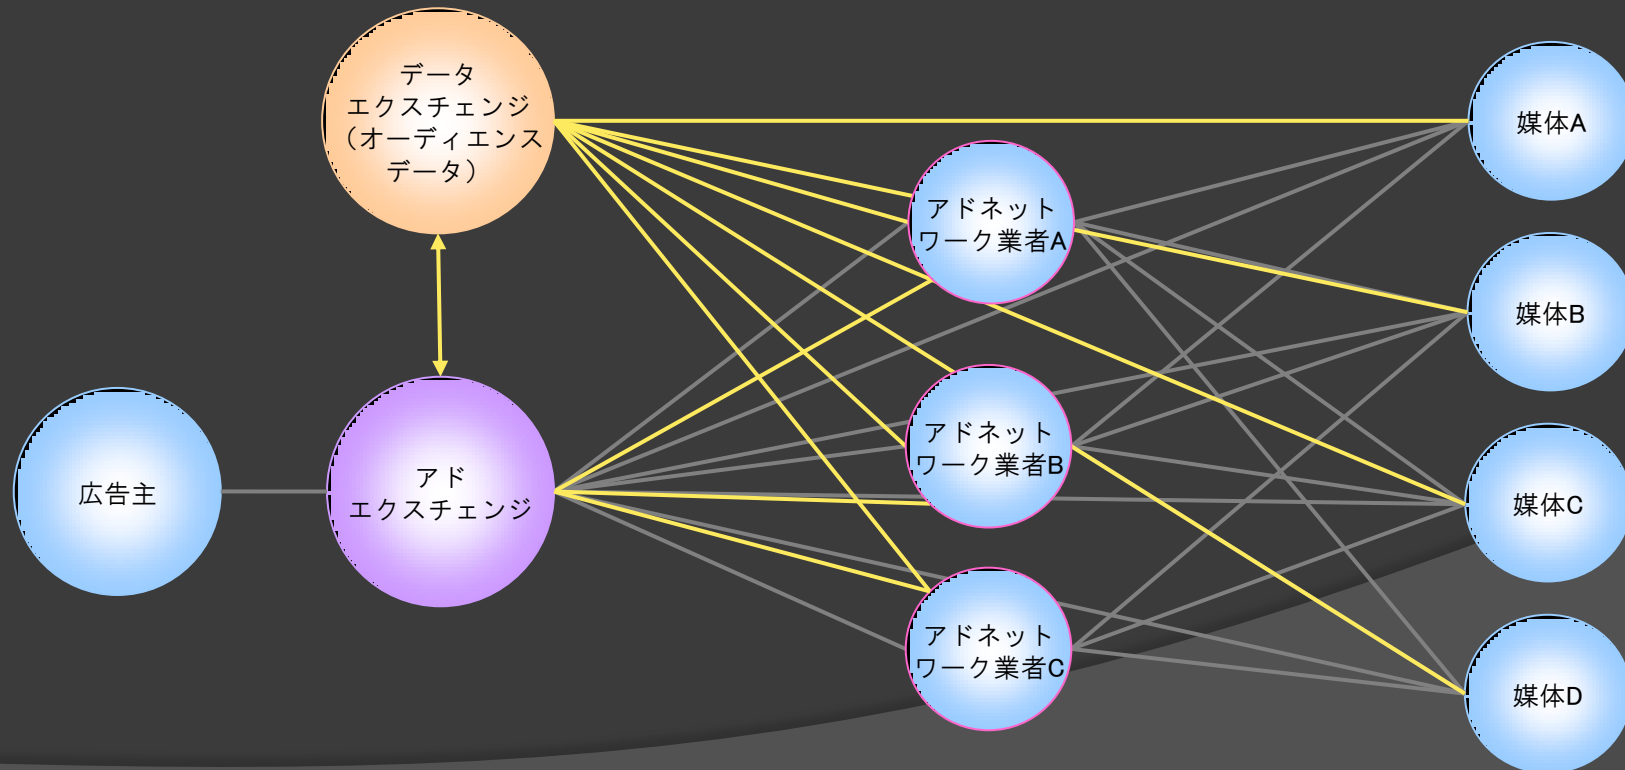 データ
エクスチェンジ
（オーディエンス
データ）
アドネット
ワーク業者A
媒体A
媒体B
広告主
アド
エクスチェンジ
アドネット
ワーク業者B
媒体C
アドネット
ワーク業者C
媒体D